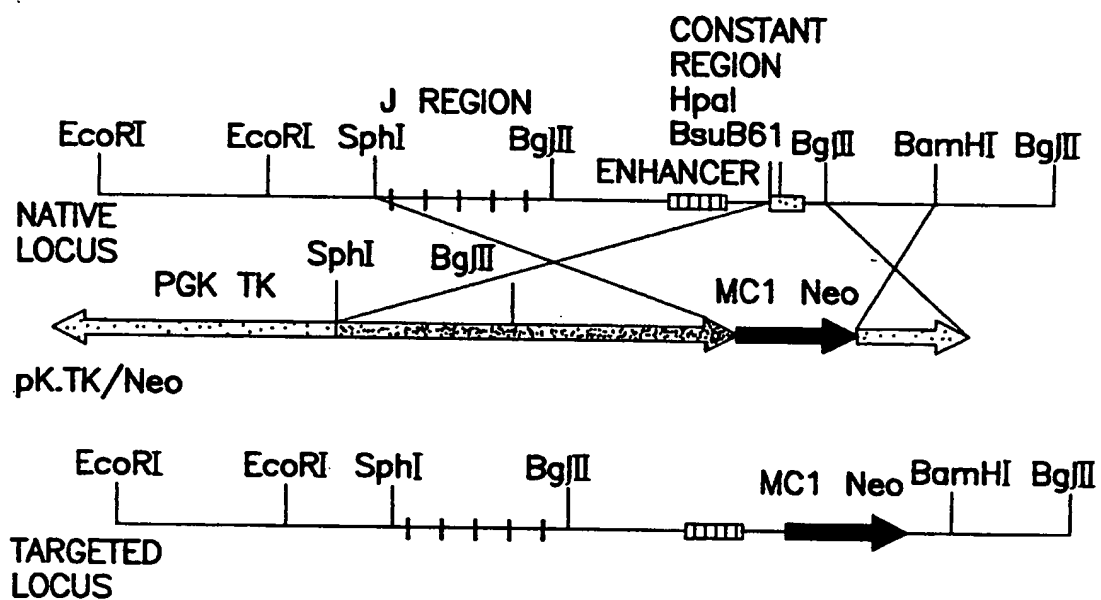 CONSTANT
REGION
HpaI
BsuB61
J REGION
EcoRI EcoRI SphI BglII BglII BamHI BglII
ENHANCER
NATIVE
LOCUS
SphI BglII
PGK TK MC1 Neo
pK.TK/Neo
EcoRI EcoRI SphI BglII MC1 Neo BamHI BglII
TARGETED
LOCUS